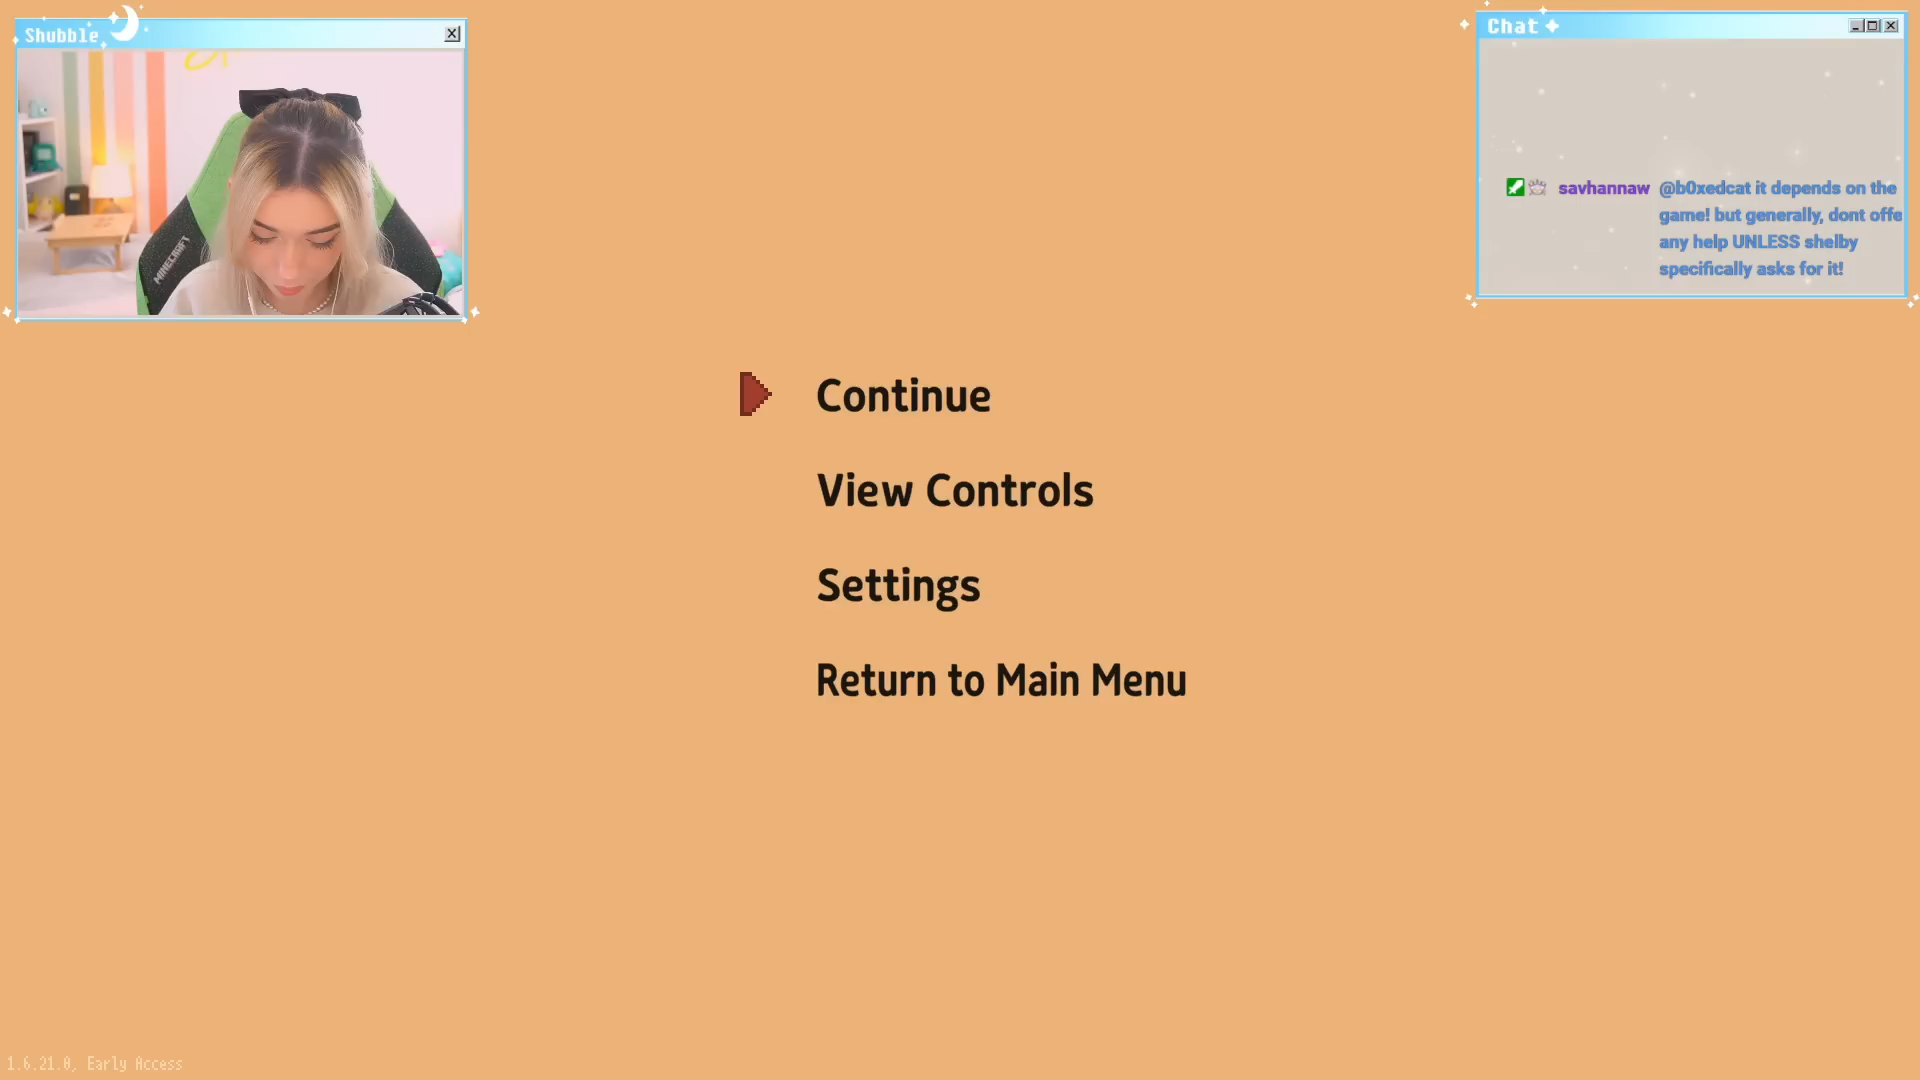 Shubble
Chat
savhannaw @b0xedcat it depends on the
game! but generally, dont offe
any help UNLESS shelby
specifically asks for it!
MINECRAFT
Continue
View Controls
Settings
Return to Main Menu
1.6.21.0, Early Access